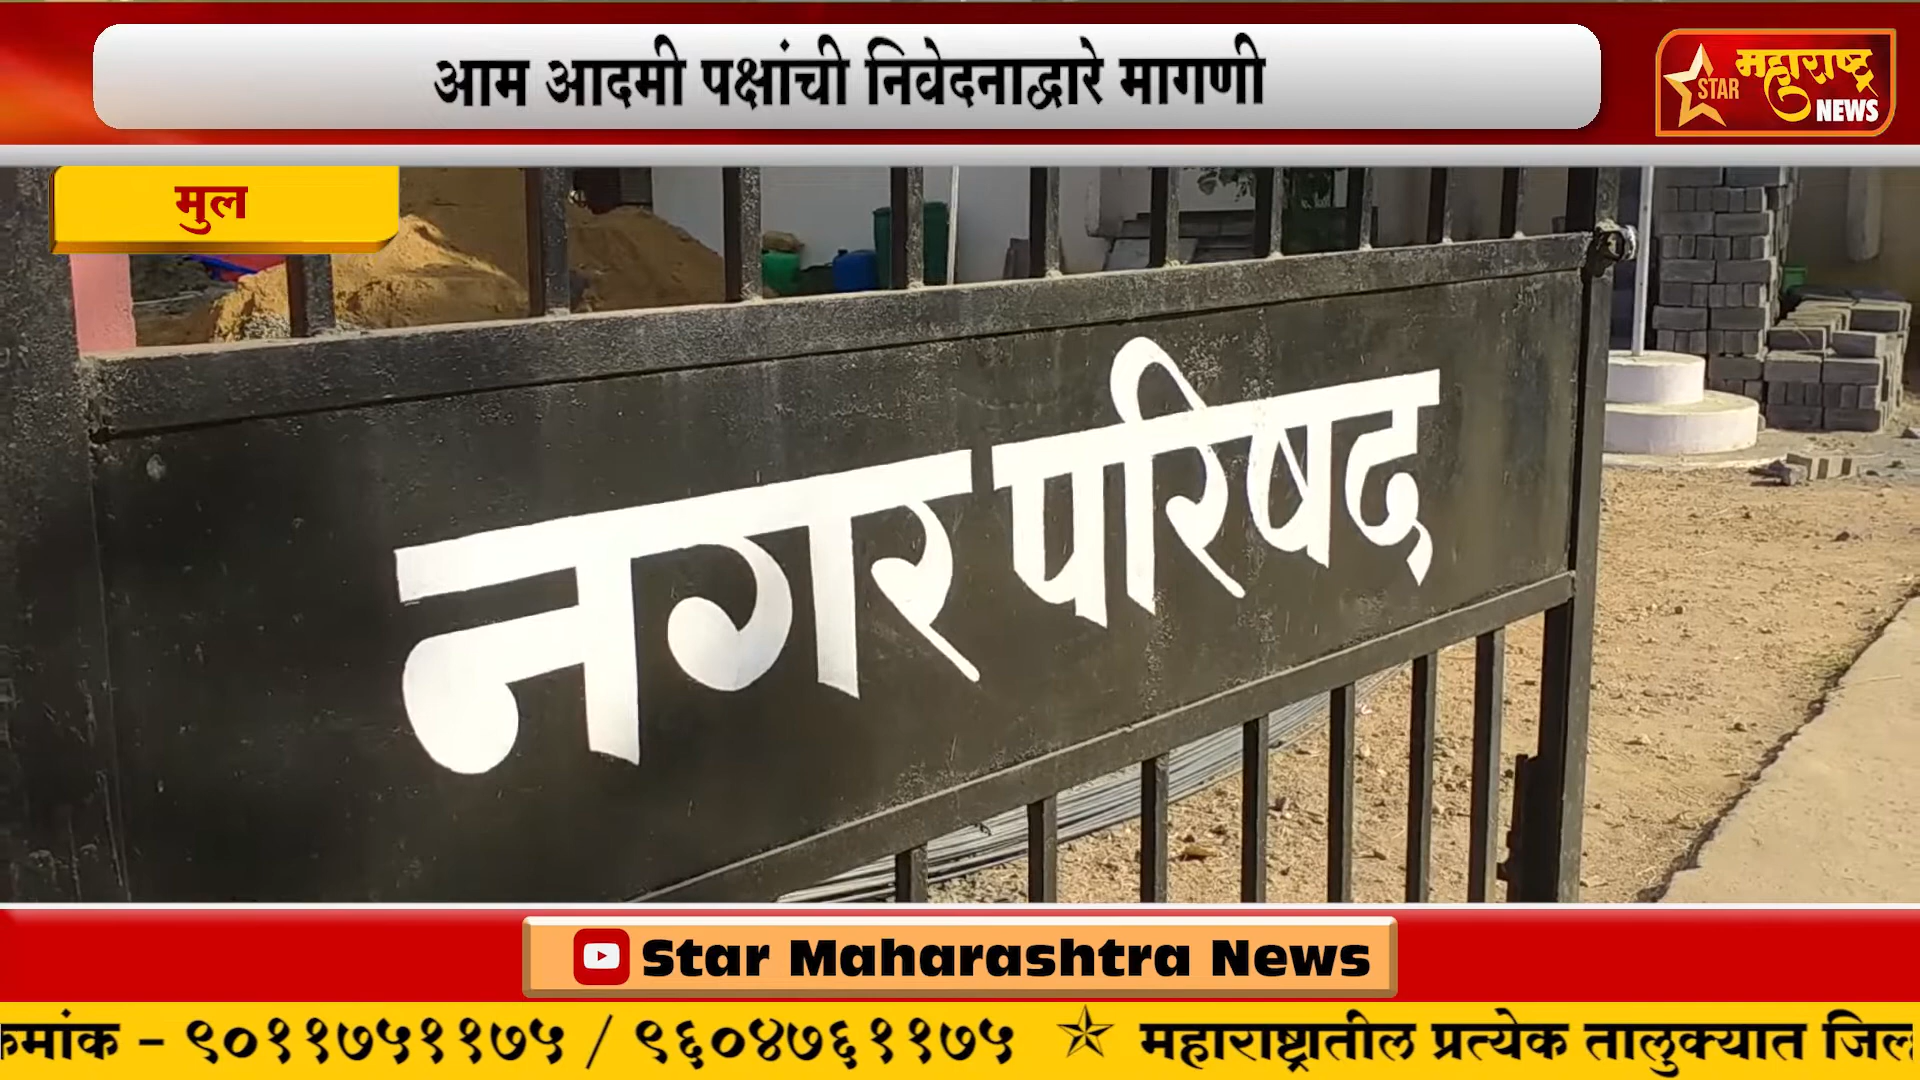 आम आदमी पक्षांची निवेदनाद्वारे मागणी
STAR महाराष्ट्र NEWS
मुल
नगर परिषद
Star Maharashtra News
क्रमांक - ९०११७५११७५ / ९६०४७६११७५ ☆ महाराष्ट्रातील प्रत्येक तालुक्यात